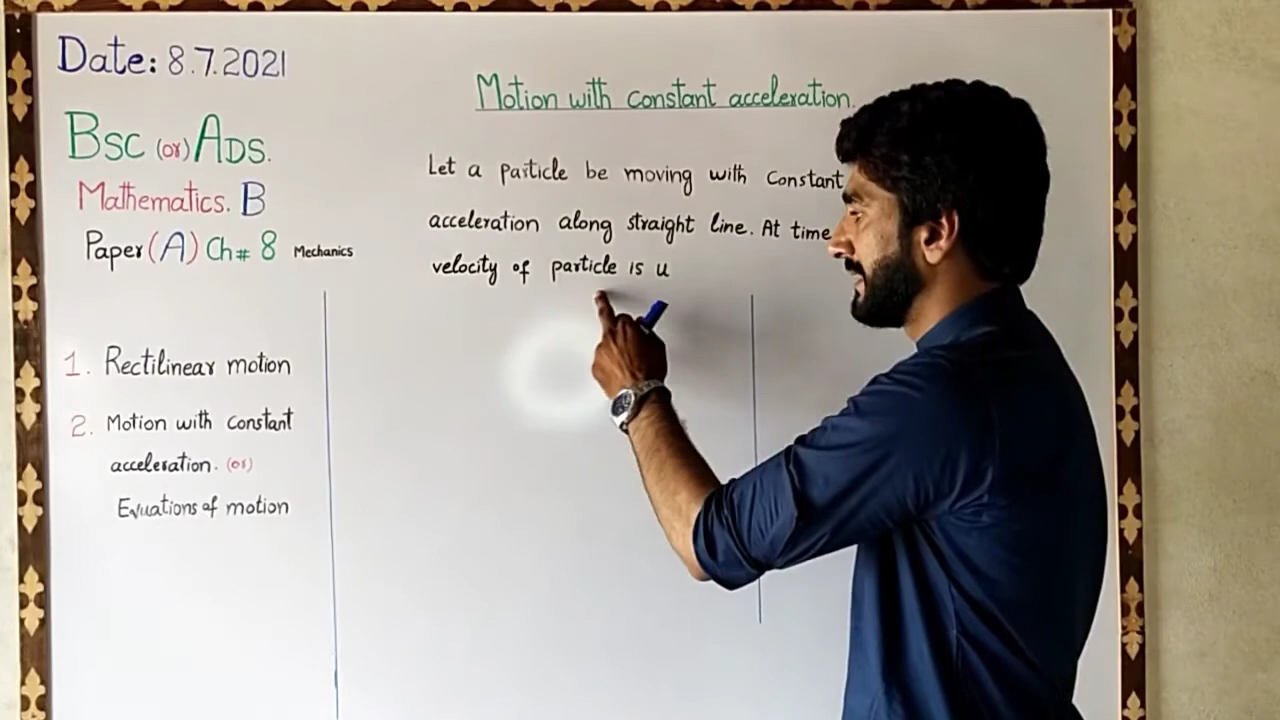 Date: 8.7.2021
BSC (or) ADS.
Mathematics. B
Paper (A) Ch# 8 Mechanics
1. Rectilinear motion
2. Motion with constant
acceleration. (or)
Evuations of motion
Motion with constant acceleration.
Let a particle be moving with constant
acceleration along straight line. At time
velocity of particle is u